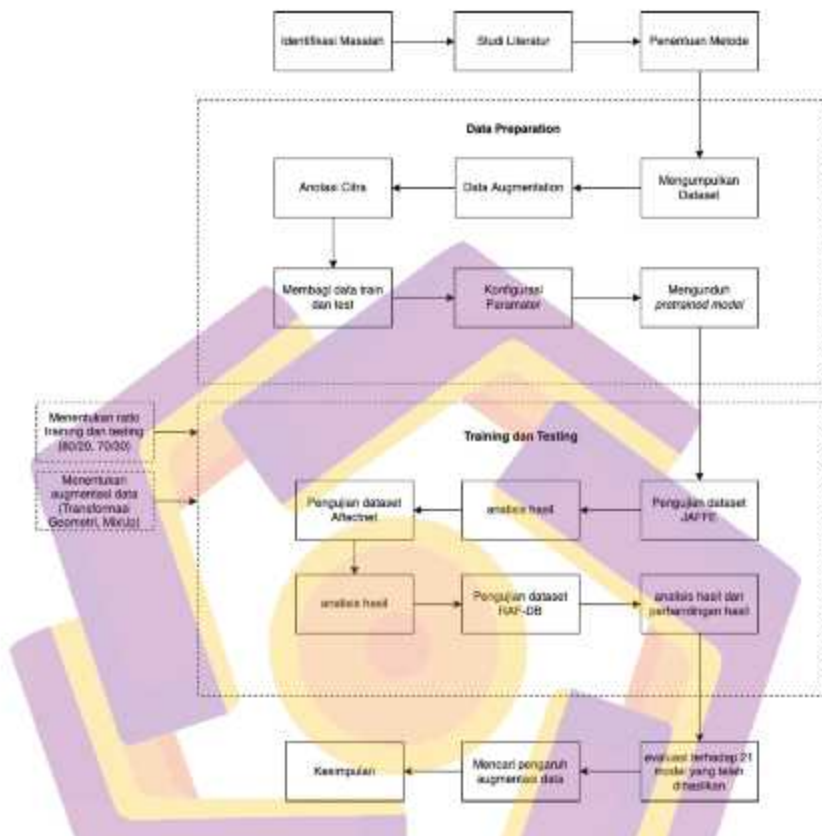 Identifikasi Masalah
Studi Literatur
Penentuan Metode
Data Preparation
Anotasi Citra
Data Augmentation
Mengumpulkan
Dataset
Membagi data train
dan test
Konfigurasi
Paramater
Mengunduh
pretrained model
Menentukan ratio
training dan testing
(80/20, 70/30)
Menentukan
augmentasi data
(Transformasi
Geometri, MixUp)
Training dan Testing
Pengujian dataset
Affectnet
analisis hasil
Pengujian dataset
JAFFE
analisis hasil
Pengujian dataset
RAF-DB
analisis hasil dan
perbandingan hasil
Kesimpulan
Mencari pengaruh
augmentasi data
evaluasi terhadap 21
model yang telah
dihasilkan